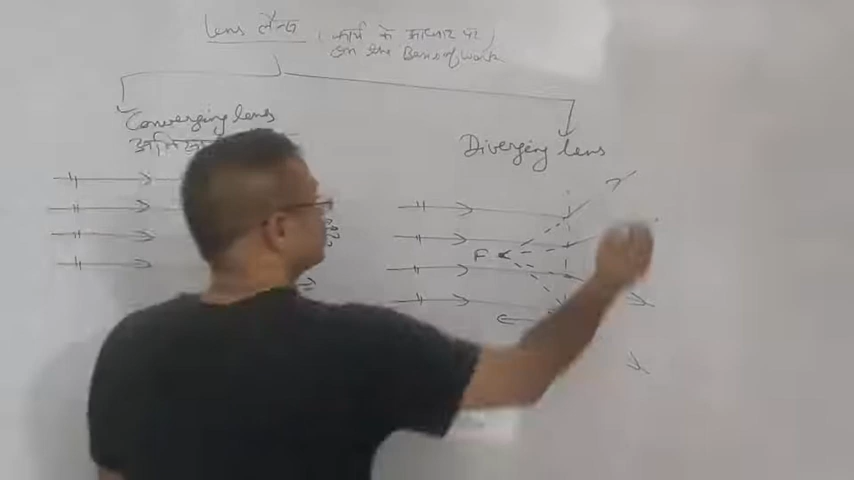 Lens लेन्स (कार्य के आधार पर)
on the Basis of work
Converging lens
Diverging lens
F